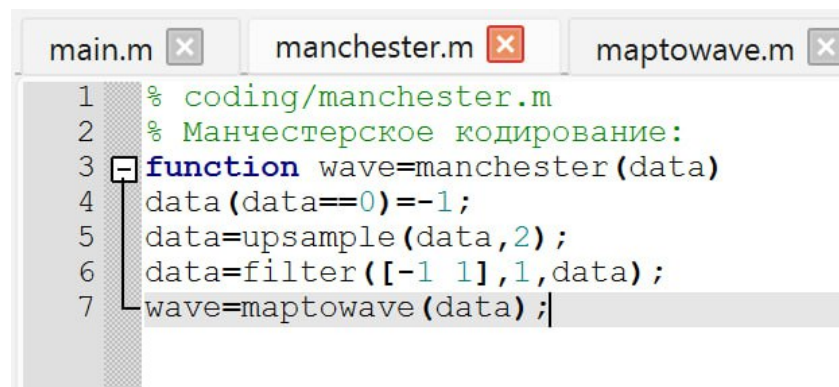 main.m manchester.m maptowave.m
1 % coding/manchester.m
2 % Манчестерское кодирование:
3 function wave=manchester(data)
4 data(data==0)=-1;
5 data=upsample(data,2);
6 data=filter([-1 1],1,data);
7 wave=maptowave(data);